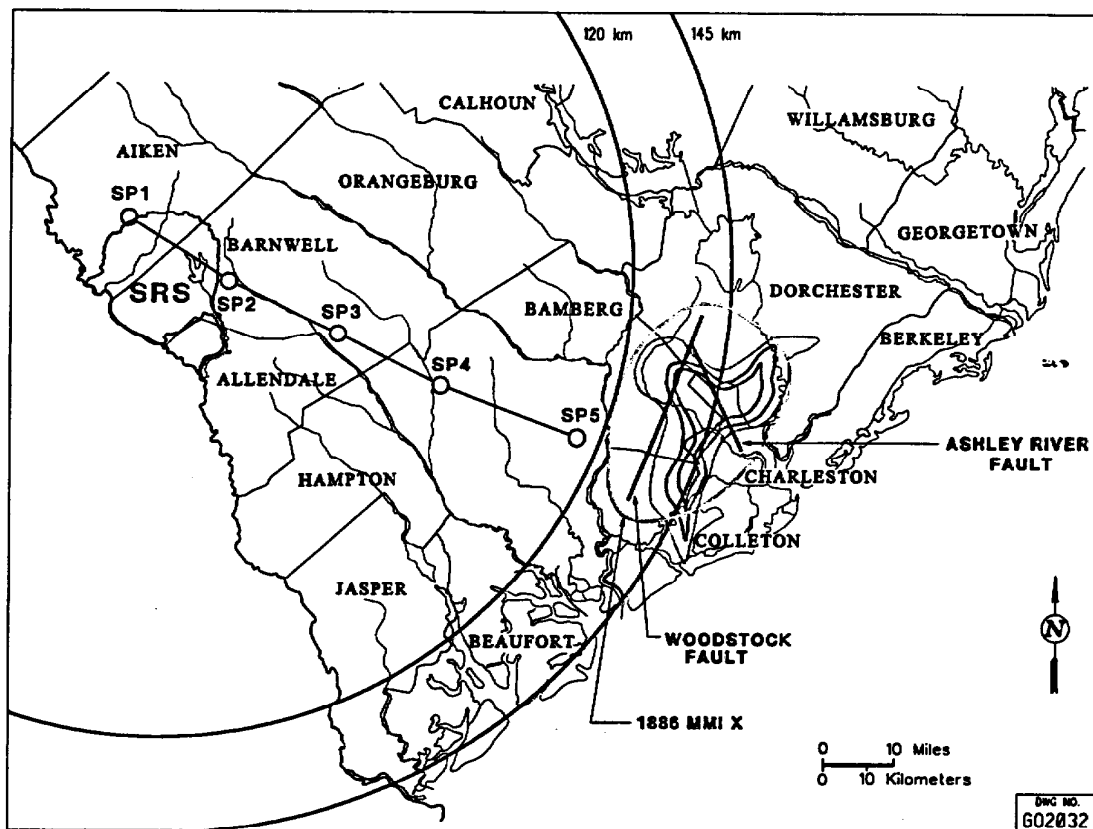 120 km
145 km
CALHOUN
WILLAMSBURG
AIKEN
ORANGEBURG
SP1
GEORGETOWN
BARNWELL
SRS
SP2
DORCHESTER
BAMBERG
SP3
BERKELEY
ALLENDALE
SP4
SP5
ASHLEY RIVER
FAULT
HAMPTON
CHARLESTON
COLLETON
JASPER
BEAUFORT
WOODSTOCK
FAULT
N
1886 MMI X
0 10 Miles
0 10 Kilometers
DWG NO.
G02032